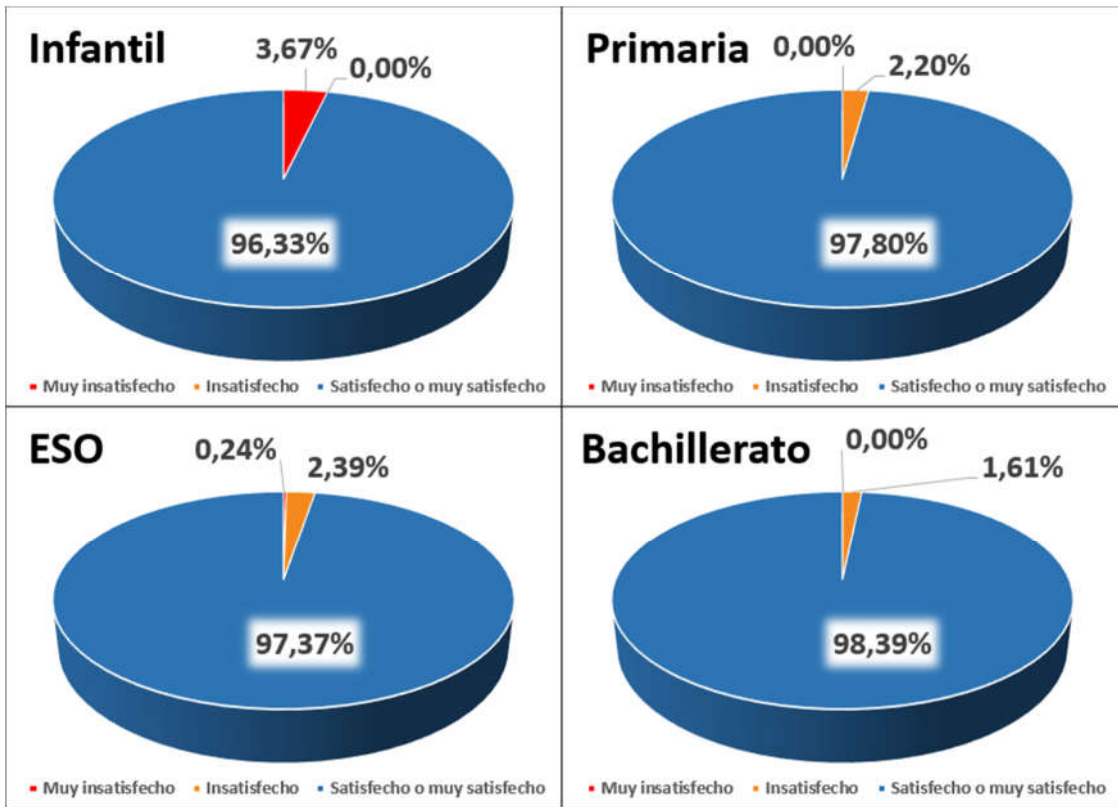 Infantil
3,67%
0,00%
96,33%
Muy insatisfecho Insatisfecho Satisfecho o muy satisfecho
Primaria
0,00%
2,20%
97,80%
Muy insatisfecho Insatisfecho Satisfecho o muy satisfecho
ESO
0,24%
2,39%
97,37%
Muy insatisfecho Insatisfecho Satisfecho o muy satisfecho
Bachillerato
0,00%
1,61%
98,39%
Muy insatisfecho Insatisfecho Satisfecho o muy satisfecho